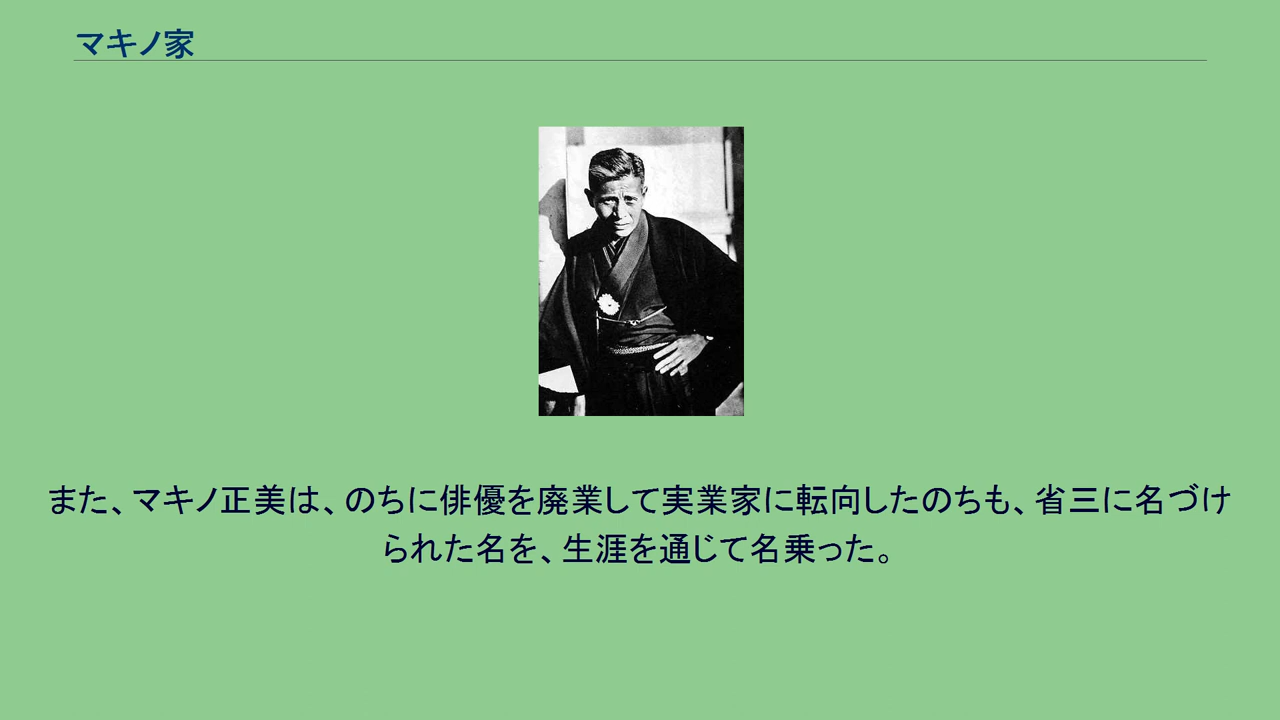 マキノ家
また、マキノ正美は、のちに俳優を廃業して実業家に転向したのちも、省三に名づけ
られた名を、生涯を通じて名乗った。